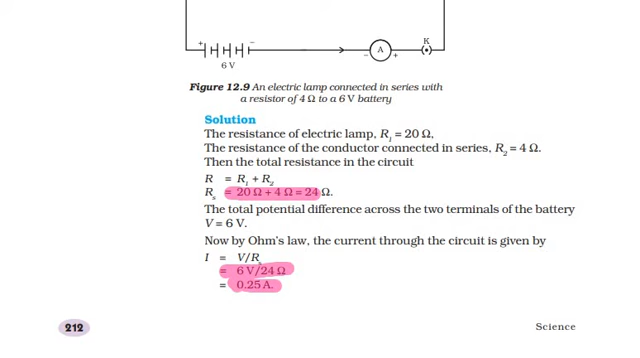 + −
6 V
− A +
K
Figure 12.9 An electric lamp connected in series with
a resistor of 4 Ω to a 6 V battery
Solution
The resistance of electric lamp, R₁ = 20 Ω,
The resistance of the conductor connected in series, R₂ = 4 Ω.
Then the total resistance in the circuit
R = R₁ + R₂
Rₛ = 20 Ω + 4 Ω = 24 Ω.
The total potential difference across the two terminals of the battery
V = 6 V.
Now by Ohm's law, the current through the circuit is given by
I = V/Rₛ
= 6 V/24 Ω
= 0.25 A.
212 Science